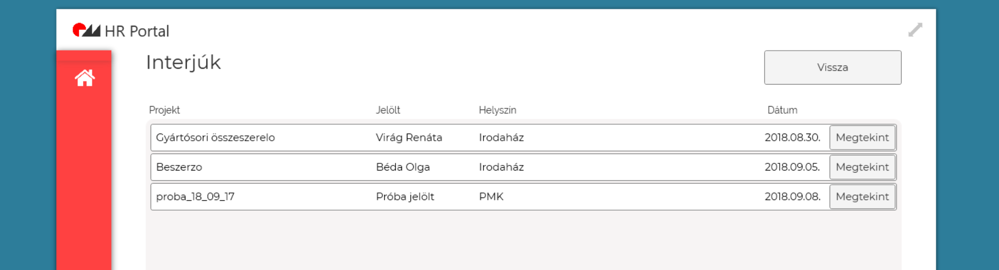 HR Portal
Interjúk
Vissza
Projekt Jelölt Helyszín Dátum
Gyártósori összeszerelo Virág Renáta Irodaház 2018.08.30. Megtekint
Beszerzo Béda Olga Irodaház 2018.09.05. Megtekint
proba_18_09_17 Próba jelölt PMK 2018.09.08. Megtekint